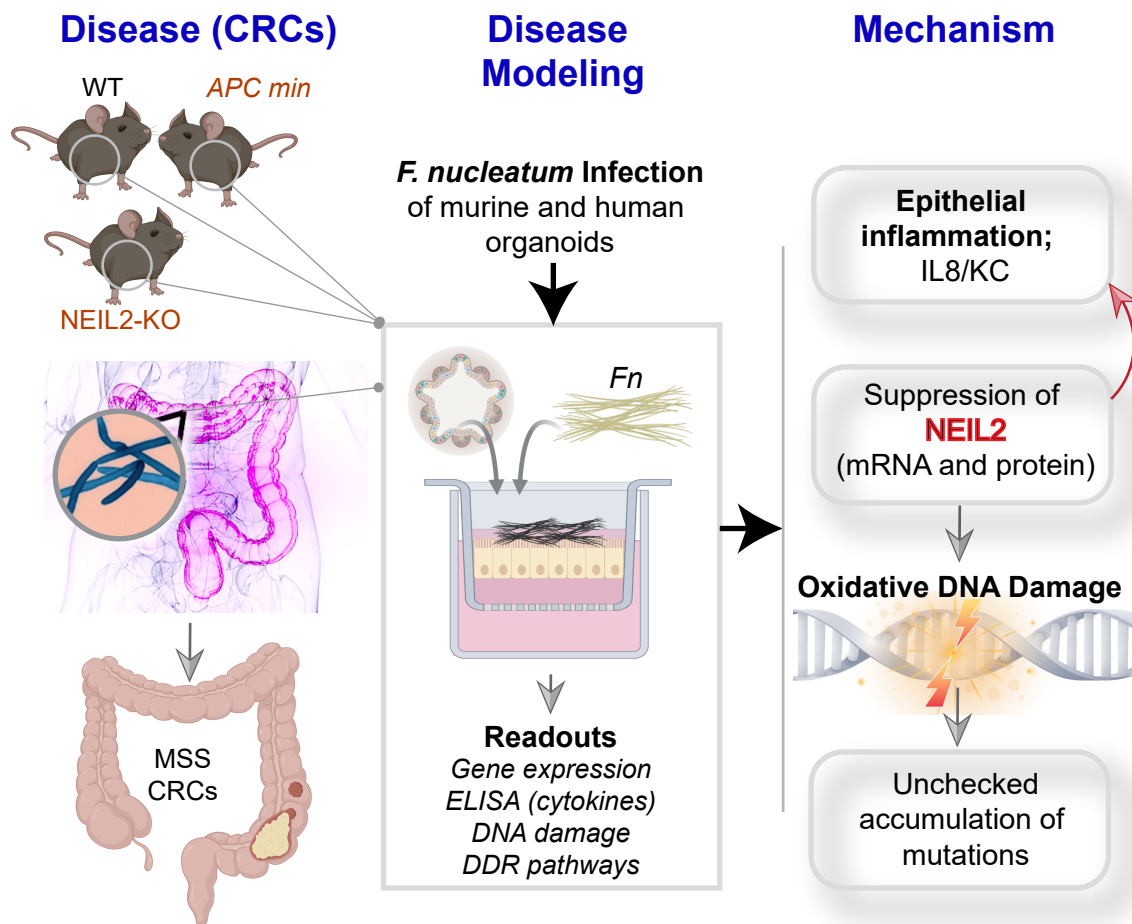 Disease (CRCs)
WT
APC min
NEIL2-KO
MSS
CRCs
Disease
Modeling
F. nucleatum Infection
of murine and human
organoids
Fn
Readouts
Gene expression
ELISA (cytokines)
DNA damage
DDR pathways
Mechanism
Epithelial
inflammation;
IL8/KC
Suppression of
NEIL2
(mRNA and protein)
Oxidative DNA Damage
Unchecked
accumulation of
mutations